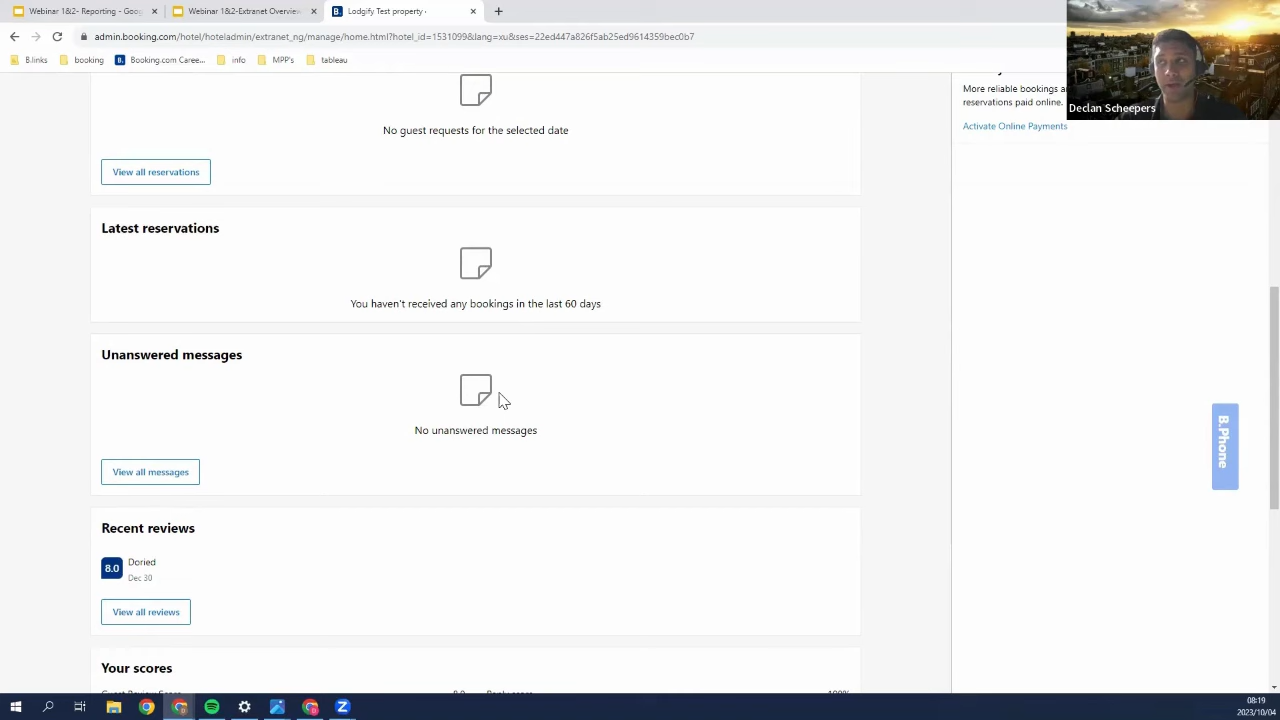 Webinar 1&2- Reporting - Goog
Webinar 1&2-Extranet Overview
B. Lodgify Test property ·
admin.booking.com/hotel/hoteladmin/extranet_ng/manage/home.html?hotel_id=1531099&lang=xu&ses=22ed447a826f5ab25ed9614359bec0b7
B.links
booking
B. Booking.com Caree...
info
MPP's
tableau
More reliable bookings
reservations paid online.
Activate Online Payments
Declan Scheepers
No guest requests for the selected date
View all reservations
Latest reservations
You haven't received any bookings in the last 60 days
Unanswered messages
No unanswered messages
View all messages
B.Phone
Recent reviews
8.0
Doried
Dec 30
View all reviews
Your scores
08:19
2023/10/04